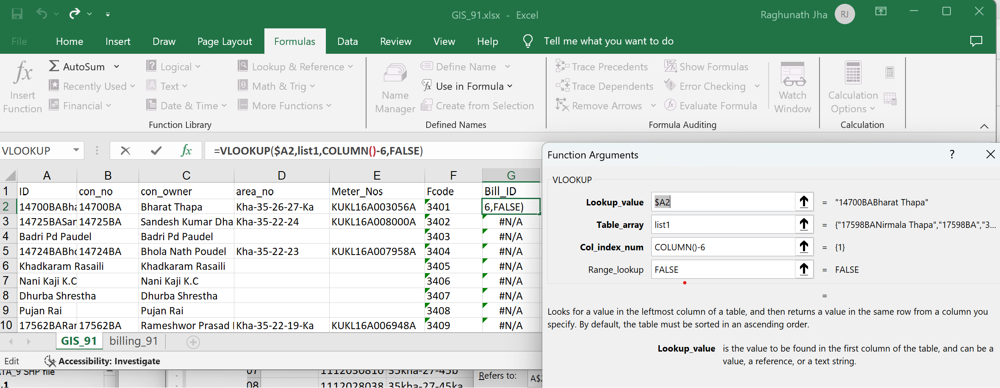 GIS_91.xlsx - Excel
Raghunath Jha RJ
File Home Insert Draw Page Layout Formulas Data Review View Help Tell me what you want to do
fx Insert Function
AutoSum
Recently Used
Financial
Logical
Text
Date & Time
Lookup & Reference
Math & Trig
More Functions
Function Library
Name Manager
Define Name
Use in Formula
Create from Selection
Defined Names
Trace Precedents
Trace Dependents
Remove Arrows
Show Formulas
Error Checking
Evaluate Formula
Formula Auditing
Watch Window
Calculation Options
Calculation
VLOOKUP fx =VLOOKUP($A2,list1,COLUMN()-6,FALSE)
A B C D E F G
1 ID con_no con_owner area_no Meter_Nos Fcode Bill_ID
2 14700BABha 14700BA Bharat Thapa Kha-35-26-27-Ka KUKL16A003056A 3401 6,FALSE)
3 14725BASan 14725BA Sandesh Kumar Dha Kha-35-22-24 KUKL16A008000A 3402 #N/A
4 Badri Pd Paudel Badri Pd Paudel 3403 #N/A
5 14724BABho 14724BA Bhola Nath Poudel Kha-35-22-23 KUKL16A007958A 3404 #N/A
6 Khadkaram Rasaili Khadkaram Rasaili 3405 #N/A
7 Nani Kaji K.C Nani Kaji K.C 3406 #N/A
8 Dhurba Shrestha Dhurba Shrestha 3407 #N/A
9 Pujan Rai Pujan Rai 3408 #N/A
10 17562BARar 17562BA Rameshwor Prasad Kha-35-22-19-Ka KUKL16A006948A 3409 #N/A
GIS_91 billing_91
Edit Accessibility: Investigate
Function Arguments ?
VLOOKUP
Lookup_value $A2 = "14700BABharat Thapa"
Table_array list1 = {"17598BANirmala Thapa","17598BA","3...
Col_index_num COLUMN()-6 = {1}
Range_lookup FALSE = FALSE
=
Looks for a value in the leftmost column of a table, and then returns a value in the same row from a column you
specify. By default, the table must be sorted in an ascending order.
Lookup_value is the value to be found in the first column of the table, and can be a
value, a reference, or a text string.
SHP file
07 1112030810 35kha-27-45b
Refers to: A$2
.1 08 1112028038 35kha-27-45ka